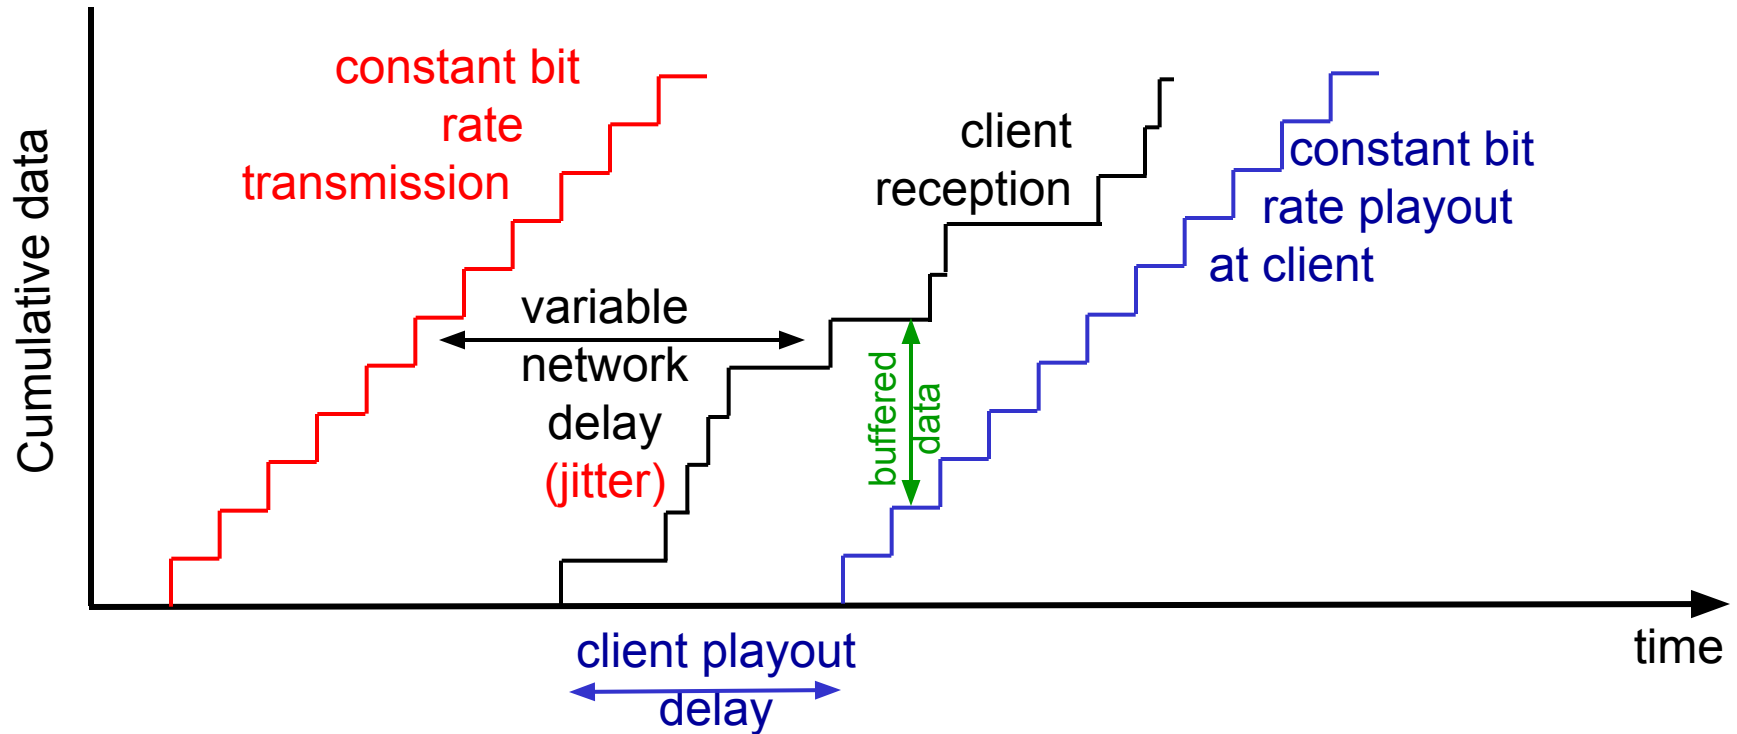 Cumulative data
constant bit
rate
transmission
variable
network
delay
(jitter)
client
reception
buffered
data
constant bit
rate playout
at client
time
client playout
delay